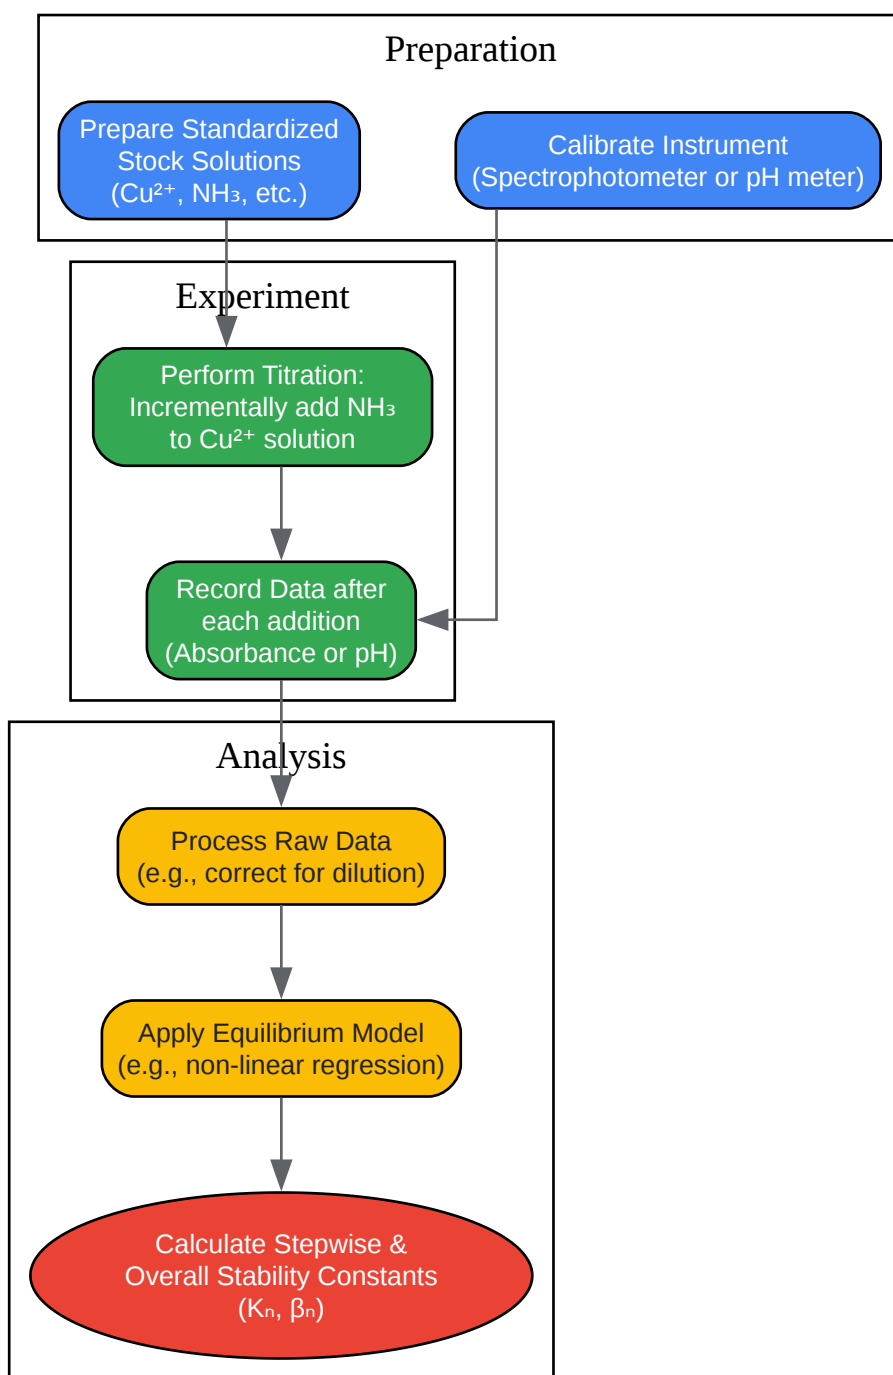 Preparation
Prepare Standardized
Stock Solutions
(Cu²⁺, NH₃, etc.)
Calibrate Instrument
(Spectrophotometer or pH meter)
Experiment
Perform Titration:
Incrementally add NH₃
to Cu²⁺ solution
Record Data after
each addition
(Absorbance or pH)
Analysis
Process Raw Data
(e.g., correct for dilution)
Apply Equilibrium Model
(e.g., non-linear regression)
Calculate Stepwise &
Overall Stability Constants
(Kₙ, βₙ)